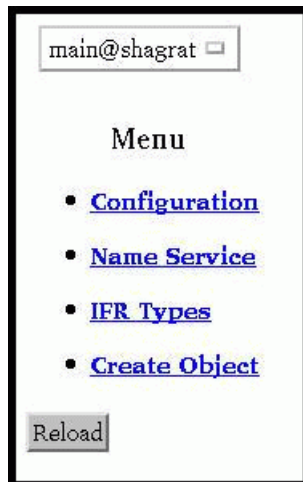 main@shagrat
Menu
Configuration
Name Service
IFR Types
Create Object
Reload